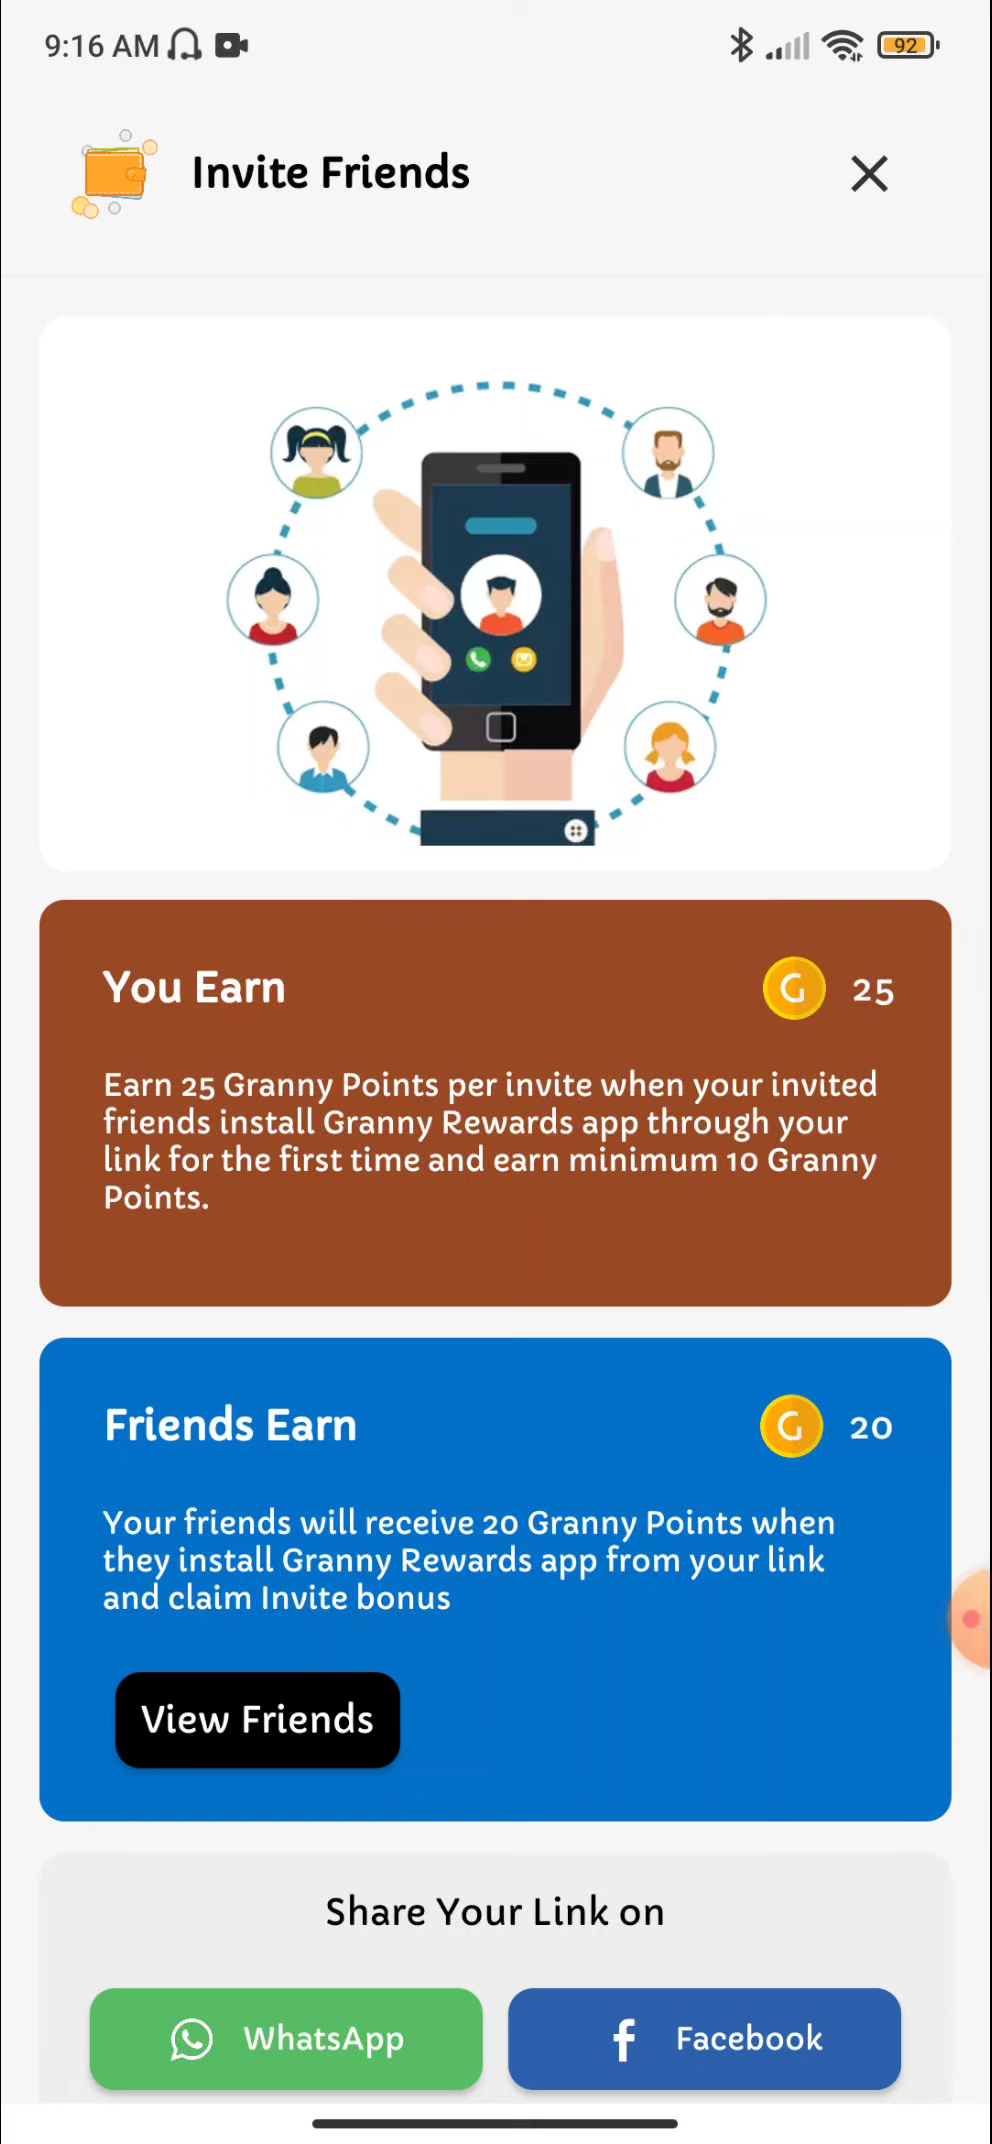 9:16 AM
92
Invite Friends
You Earn
G 25
Earn 25 Granny Points per invite when your invited
friends install Granny Rewards app through your
link for the first time and earn minimum 10 Granny
Points.
Friends Earn
G 20
Your friends will receive 20 Granny Points when
they install Granny Rewards app from your link
and claim Invite bonus
View Friends
Share Your Link on
WhatsApp
Facebook